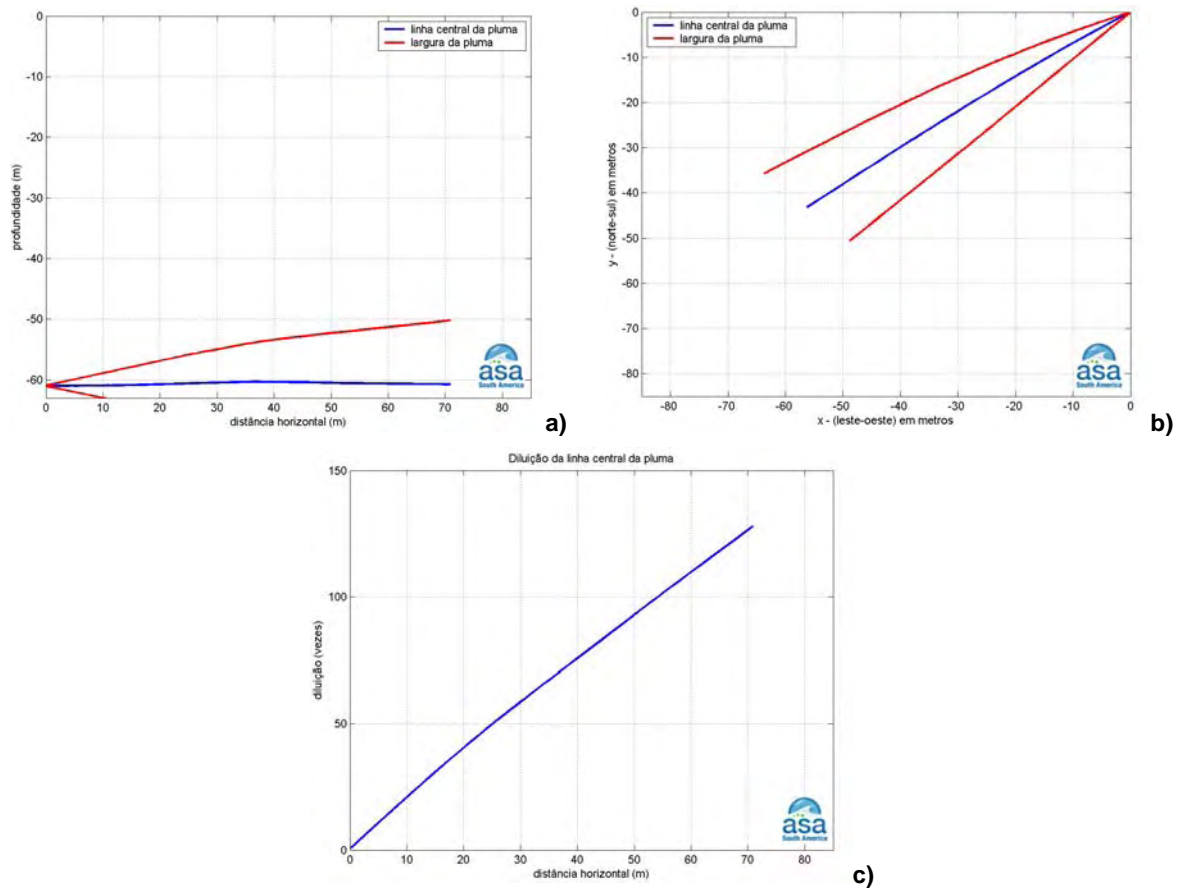 linha central da pluma
largura da pluma
0
-10
-20
-30
-40
-50
-60
profundidade (m)
0 10 20 30 40 50 60 70 80
distância horizontal (m)
asa
South America
a)
linha central da pluma
largura da pluma
0
-10
-20
-30
-40
-50
-60
-70
-80
y - (norte-sul) em metros
-80 -70 -60 -50 -40 -30 -20 -10 0
x - (leste-oeste) em metros
asa
South America
b)
Diluição da linha central da pluma
150
100
50
0
diluição (vezes)
0 10 20 30 40 50 60 70 80
distância horizontal (m)
asa
South America
c)